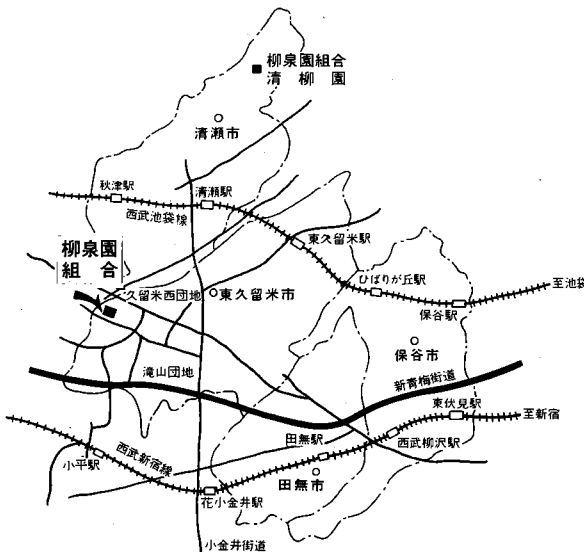 柳泉園組合
清柳園
清瀬市
秋津駅
清瀬駅
西武池袋線
東久留米駅
柳泉園
組合
久留米西団地
東久留米市
ひばりが丘駅
至池袋
保谷駅
保谷市
滝山団地
新青梅街道
東伏見駅
至新宿
田無駅
西武柳沢駅
西武新宿線
小平駅
田無市
花小金井駅
小金井街道